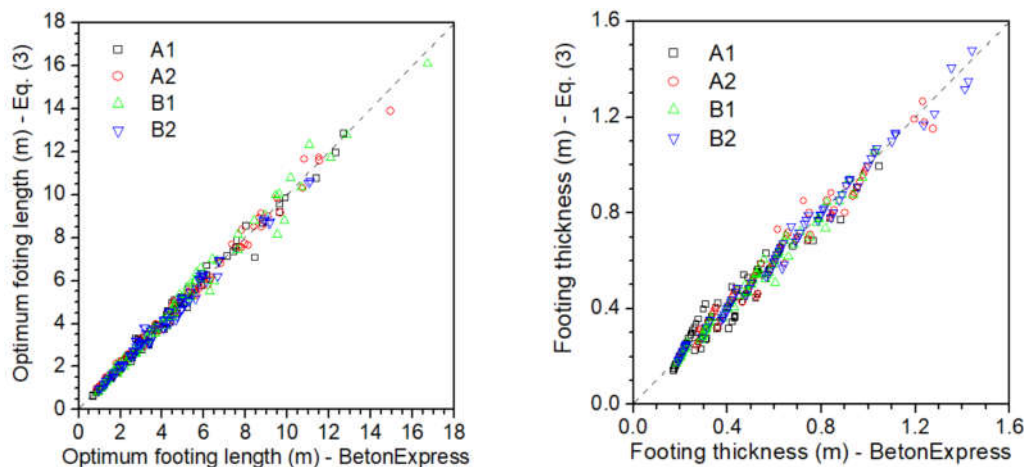 Optimum foting length (m) - Eq. (3)
18
16
14
12
10
8
6
4
2
0
A1
A2
B1
B2
0 2 4 6 8 10 12 14 16 18
Optimum footing length (m) - BetonExpress
Footing thickness (m) - Eq. (3)
1.6
1.2
0.8
0.4
0.0
A1
A2
B1
B2
0.0 0.4 0.8 1.2 1.6
Footing thickness (m) - BetonExpress